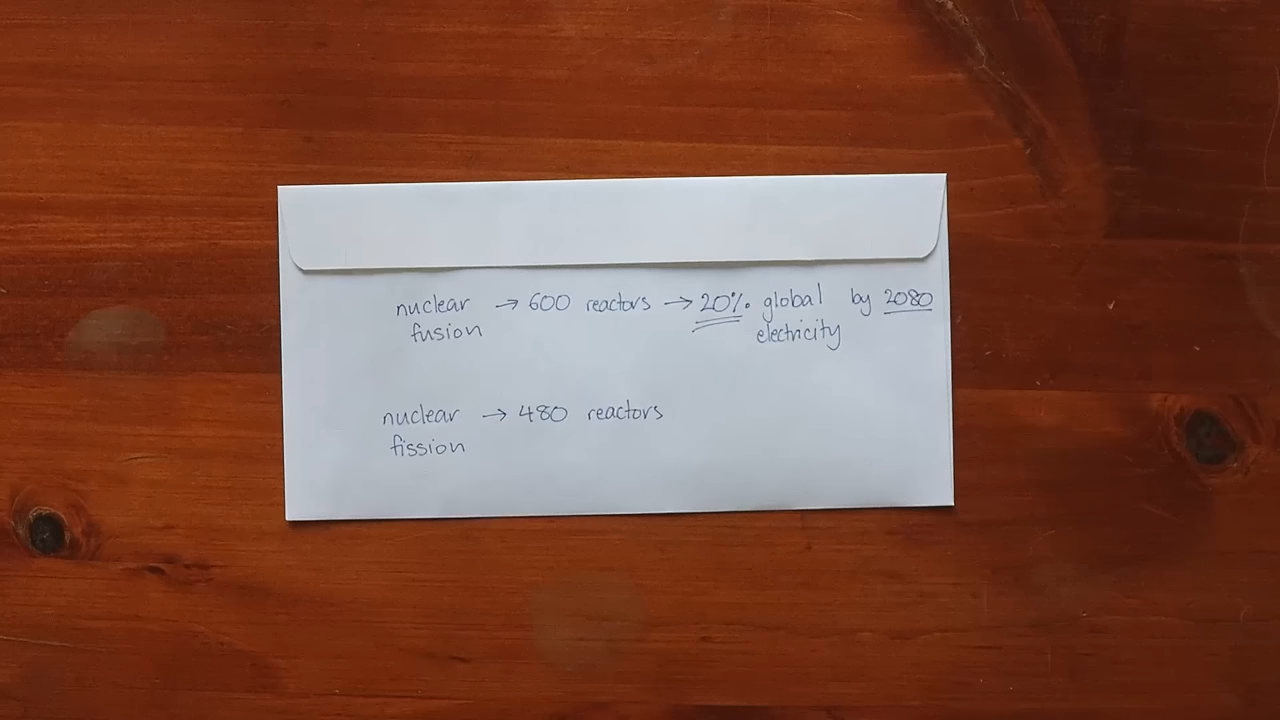 nuclear → 600 reactors → 20% global by 2080
fusion electricity
nuclear → 480 reactors
fission